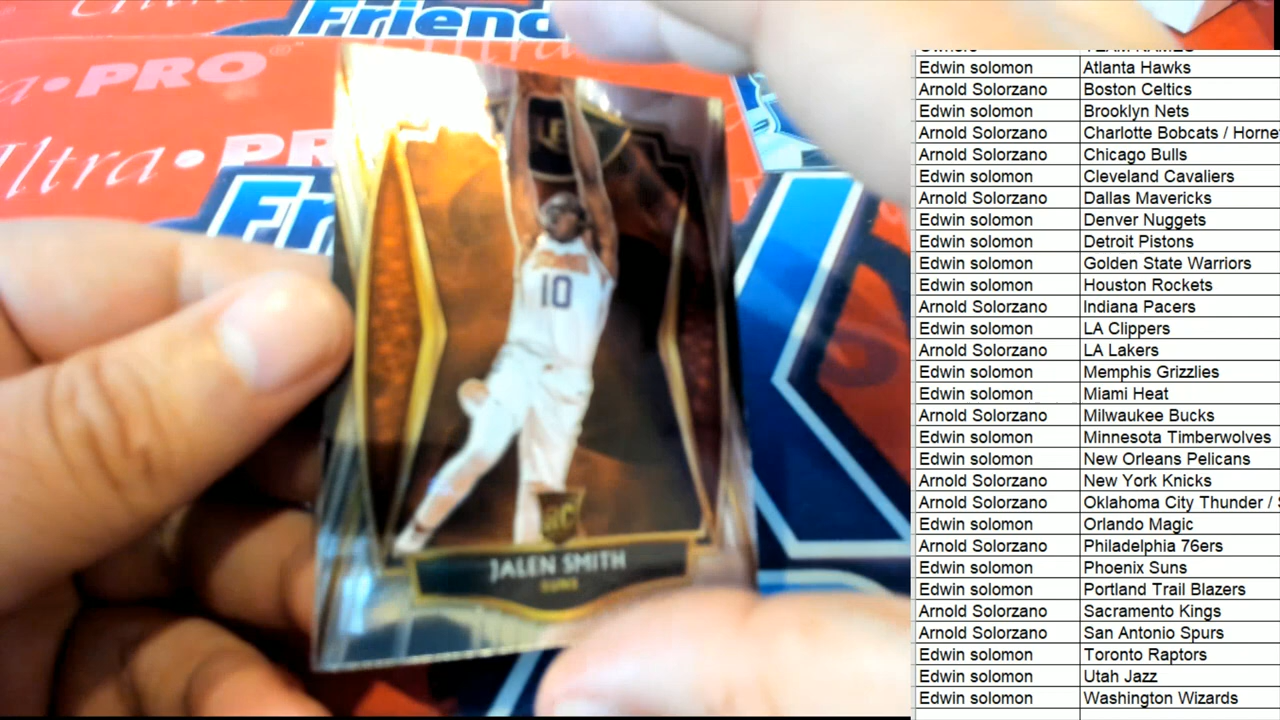 Friend
a•PRO®
Ultra
Ultra•PR
Frie
LE
10
RC
JALEN SMITH
SUNS
Edwin solomon Atlanta Hawks
Arnold Solorzano Boston Celtics
Edwin solomon Brooklyn Nets
Arnold Solorzano Charlotte Bobcats / Horne
Arnold Solorzano Chicago Bulls
Edwin solomon Cleveland Cavaliers
Arnold Solorzano Dallas Mavericks
Edwin solomon Denver Nuggets
Edwin solomon Detroit Pistons
Edwin solomon Golden State Warriors
Edwin solomon Houston Rockets
Arnold Solorzano Indiana Pacers
Edwin solomon LA Clippers
Arnold Solorzano LA Lakers
Edwin solomon Memphis Grizzlies
Edwin solomon Miami Heat
Arnold Solorzano Milwaukee Bucks
Edwin solomon Minnesota Timberwolves
Edwin solomon New Orleans Pelicans
Arnold Solorzano New York Knicks
Arnold Solorzano Oklahoma City Thunder /
Edwin solomon Orlando Magic
Arnold Solorzano Philadelphia 76ers
Edwin solomon Phoenix Suns
Edwin solomon Portland Trail Blazers
Arnold Solorzano Sacramento Kings
Arnold Solorzano San Antonio Spurs
Edwin solomon Toronto Raptors
Edwin solomon Utah Jazz
Edwin solomon Washington Wizards